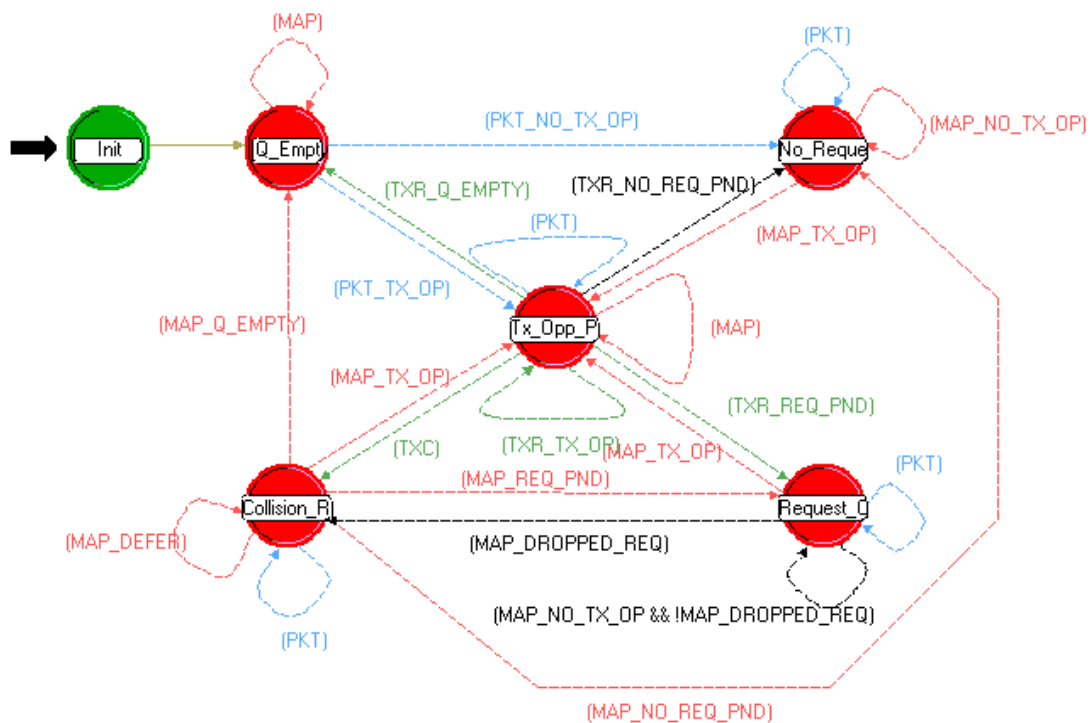 (MAP)
(PKT)
Init
Q_Empt
(PKT_NO_TX_OP)
No_Reque
(MAP_NO_TX_OP)
(TXR_Q_EMPTY)
(TXR_NO_REQ_PND)
(PKT)
(MAP_TX_OP)
(PKT_TX_OP)
Tx_Opp_P
(MAP_Q_EMPTY)
(MAP)
(MAP_TX_OP)
(TXR_REQ_PND)
(TXC)
(TXR_TX_OP)
(MAP_TX_OP)
(MAP_REQ_PND)
(PKT)
Collision_R
Request_O
(MAP_DEFER)
(MAP_DROPPED_REQ)
(MAP_NO_TX_OP && !MAP_DROPPED_REQ)
(PKT)
(MAP_NO_REQ_PND)